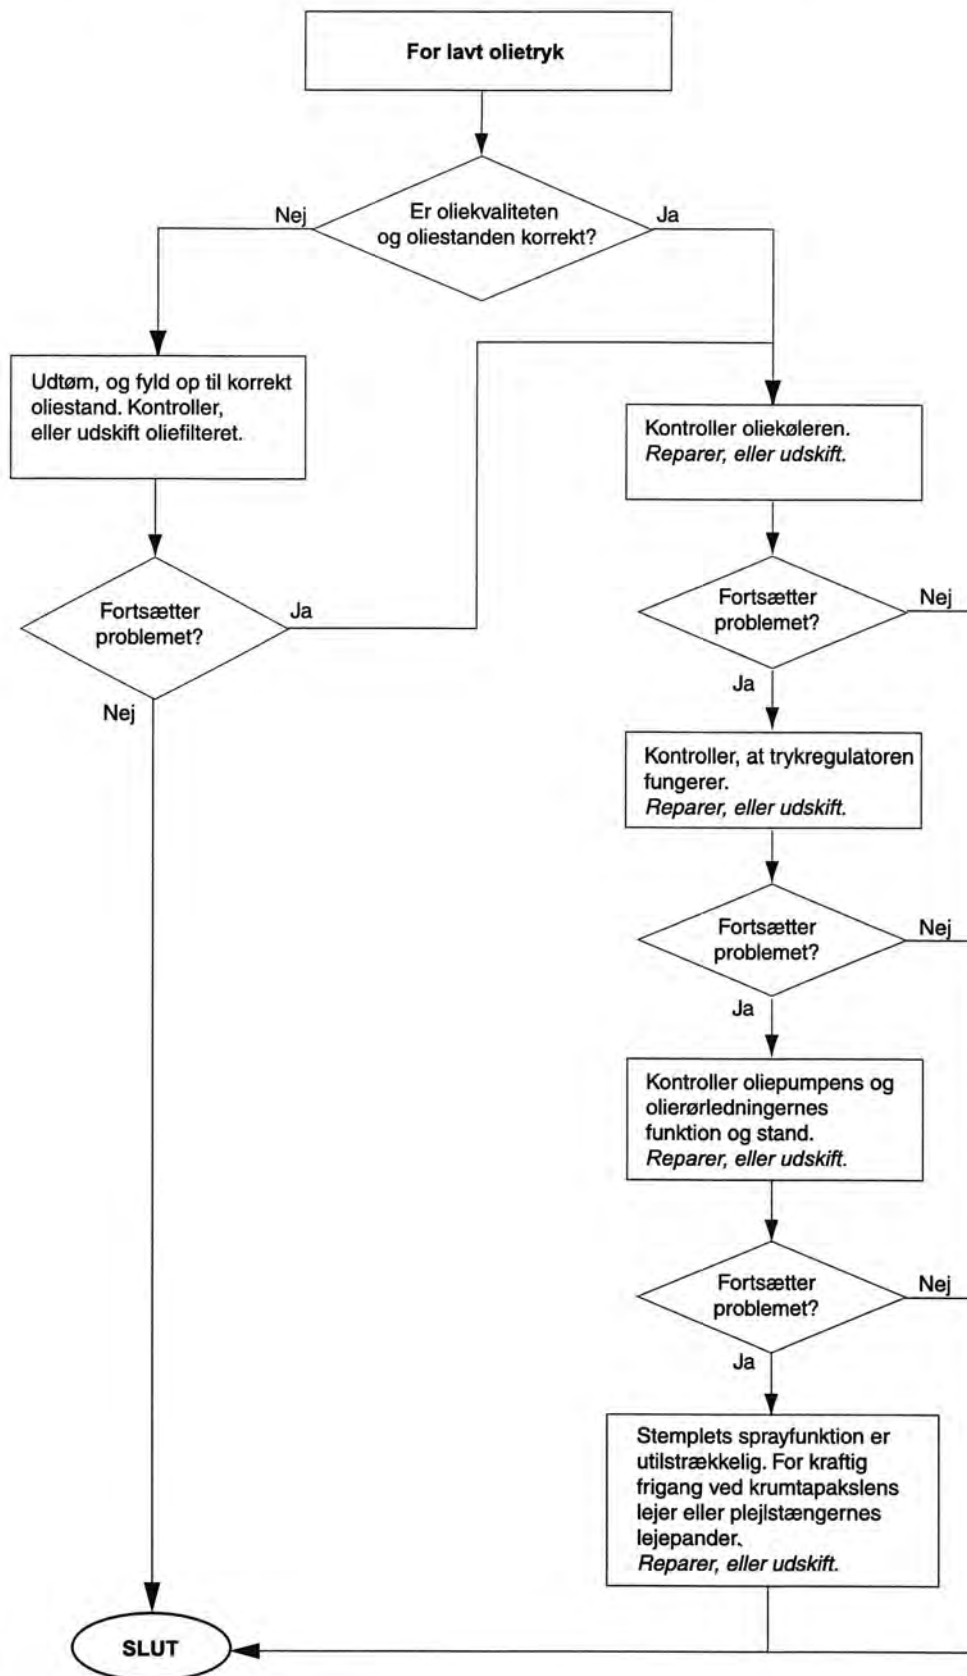 For lavt olietryk
Er oliekvaliteten
og oliestanden korrekt?
Nej
Ja
Udtøm, og fyld op til korrekt
oliestand. Kontroller,
eller udskift oliefilteret.
Kontroller oliekøleren.
Reparer, eller udskift.
Fortsætter
problemet?
Ja
Nej
Fortsætter
problemet?
Nej
Ja
Kontroller, at trykregulatoren
fungerer.
Reparer, eller udskift.
Fortsætter
problemet?
Nej
Ja
Kontroller oliepumpens og
olierørledningernes
funktion og stand.
Reparer, eller udskift.
Fortsætter
problemet?
Nej
Ja
Stemplets sprayfunktion er
utilstrækkelig. For kraftig
frigang ved krumtapakslens
lejer eller plejlstængernes
lejepander.
Reparer, eller udskift.
SLUT